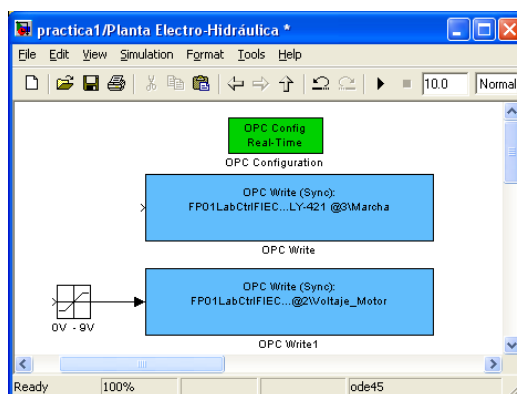 practica1/Planta Electro-Hidráulica *
File Edit View Simulation Format Tools Help
10.0 Normal
OPC Config
Real-Time
OPC Configuration
OPC Write (Sync):
FP01LabCtrlFIEC...LY-421 @3\Marcha
OPC Write
OPC Write (Sync):
FP01LabCtrlFIEC...@2\Voltaje_Motor
0V - 9V
OPC Write1
Ready 100% ode45